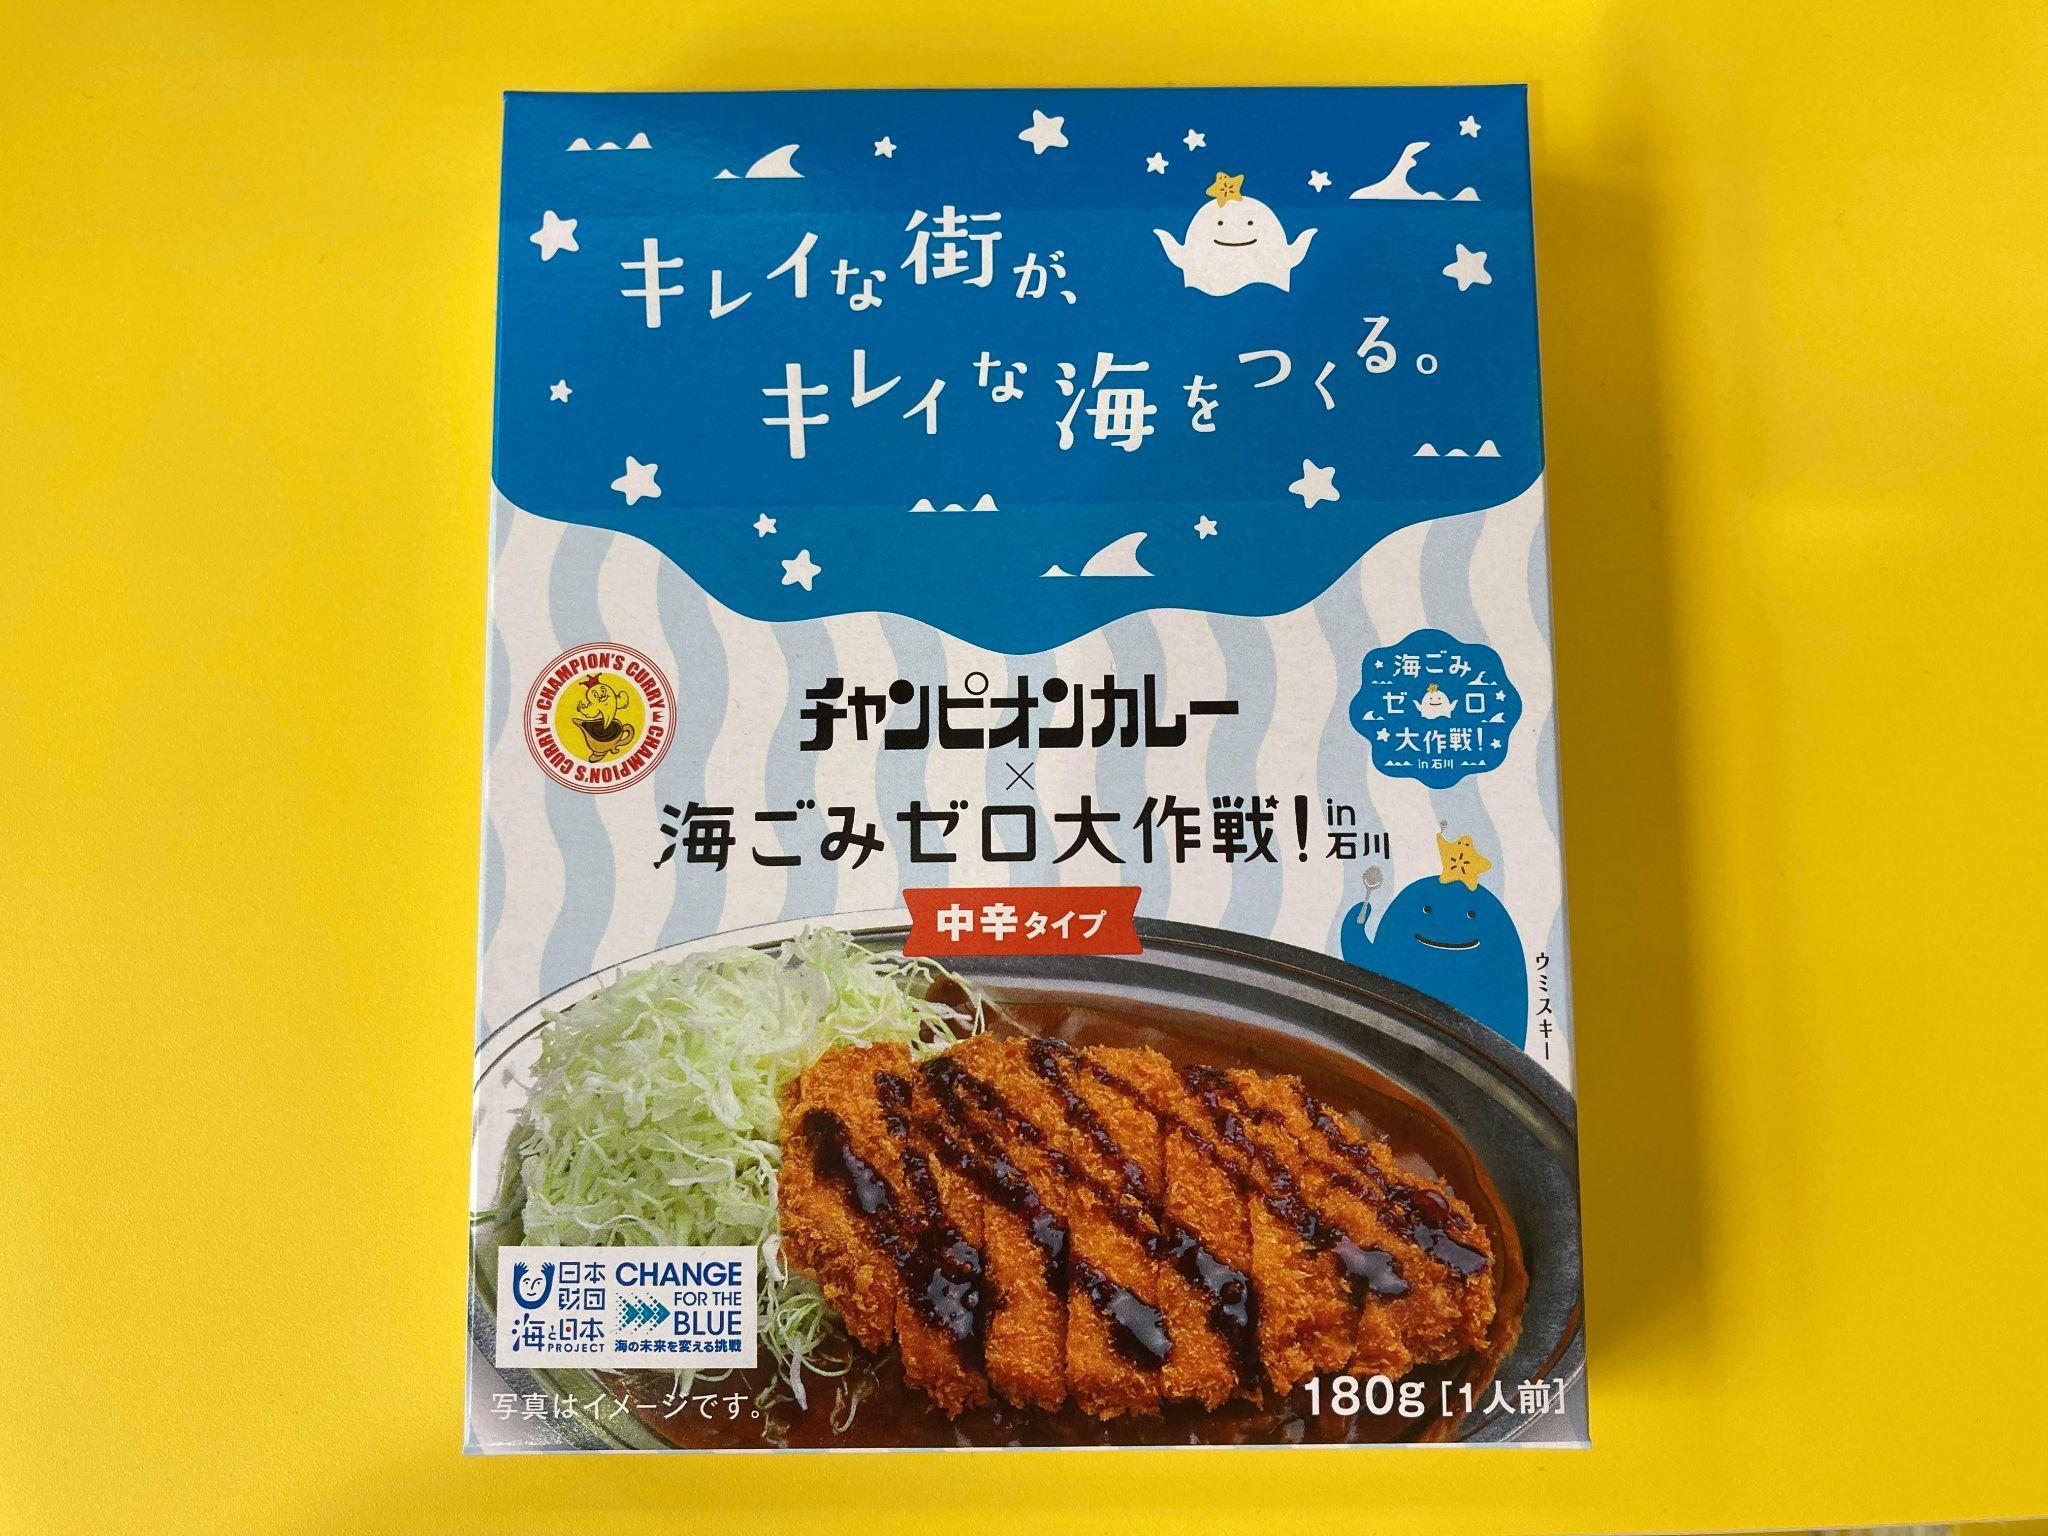 キレイな街が、
キレイな海をつくる。
CHAMPION'S CURRY CHAMPION'S CURRY
チャンピオンカレー
×
海ごみゼロ大作戦！in石川
海ごみ
ゼロ
大作戦！
in 石川
中辛タイプ
ウミスキー
日本
財団
海と日本
PROJECT
CHANGE
FOR THE
BLUE
海の未来を変える挑戦
写真はイメージです。
180g［1人前］